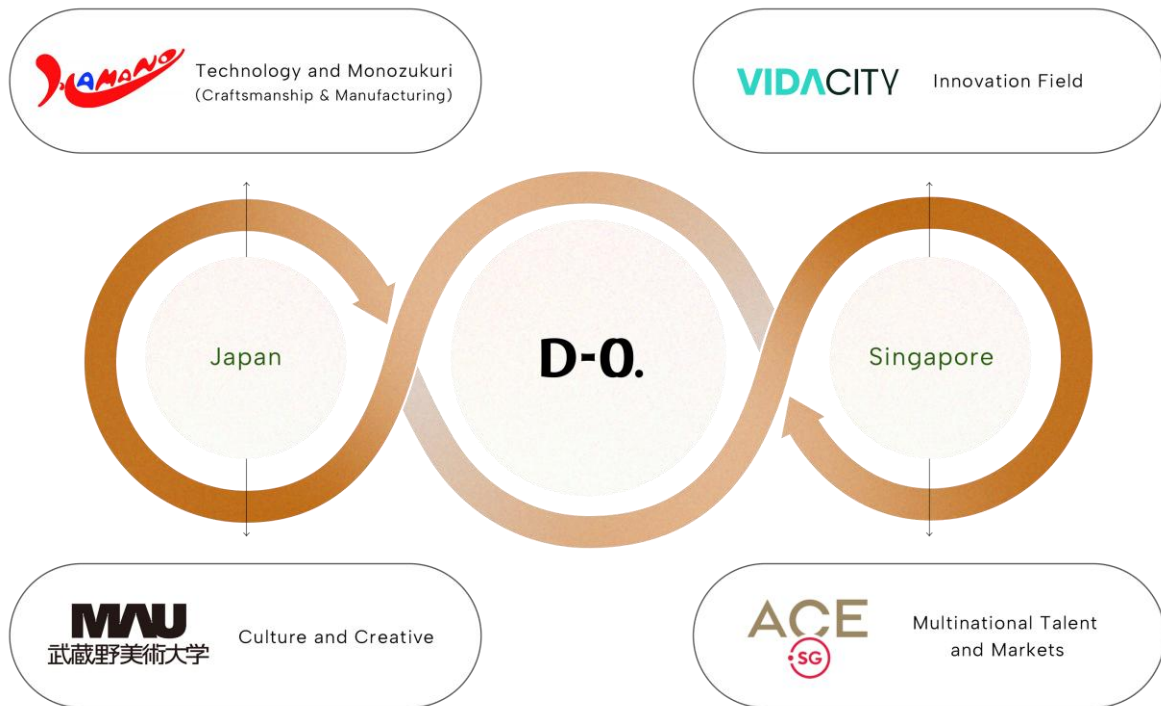 HAMANO
Technology and Monozukuri
(Craftsmanship & Manufacturing)
VIDACITY
Innovation Field
Japan
D-0.
Singapore
MAU
武蔵野美術大学
Culture and Creative
ACE
.SG
Multinational Talent
and Markets